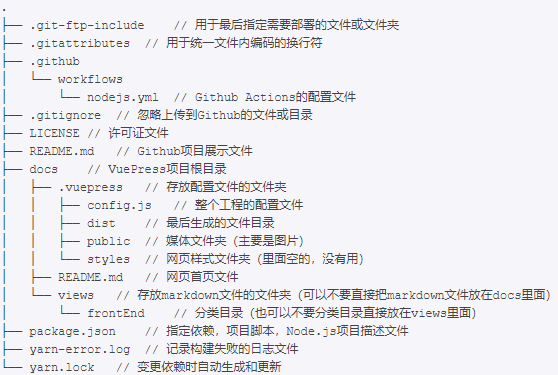 .
├── .git-ftp-include    // 用于最后指定需要部署的文件或文件夹
├── .gitattributes  // 用于统一文件内编码的换行符
├── .github
│   └── workflows
│       └── nodejs.yml  // Github Actions的配置文件
├── .gitignore  // 忽略上传到Github的文件或目录
├── LICENSE // 许可证文件
├── README.md   // Github项目展示文件
├── docs    // VuePress项目根目录
│   ├── .vuepress   // 存放配置文件的文件夹
│   │   ├── config.js   // 整个工程的配置文件
│   │   ├── dist    // 最后生成的文件目录
│   │   ├── public  // 媒体文件夹（主要是图片）
│   │   └── styles  // 网页样式文件夹（里面空的，没有用）
│   ├── README.md   // 网页首页文件
│   └── views   // 存放markdown文件的文件夹（可以不要直接把markdown文件放在docs里面）
│       └── frontEnd    // 分类目录（也可以不要分类目录直接放在views里面）
├── package.json    // 指定依赖，项目脚本，Node.js项目描述文件
├── yarn-error.log  // 记录构建失败的日志文件
└── yarn.lock   // 变更依赖时自动生成和更新